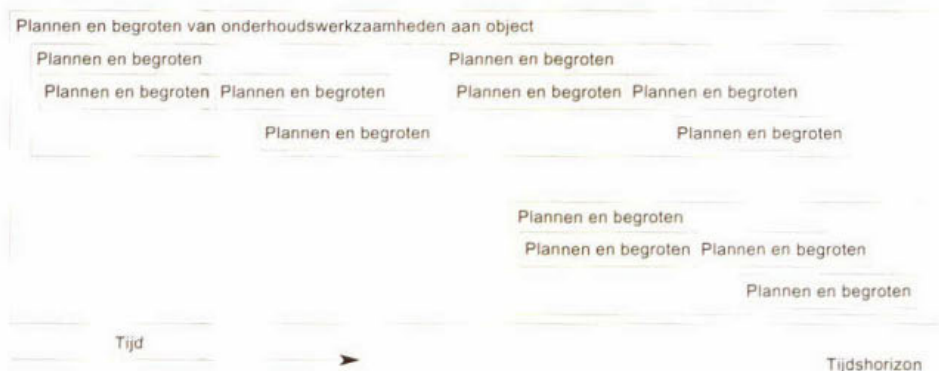 Plannen en begroten van onderhoudswerkzaamheden aan object
Plannen en begroten Plannen en begroten
Plannen en begroten Plannen en begroten Plannen en begroten Plannen en begroten
Plannen en begroten Plannen en begroten
Plannen en begroten
Plannen en begroten Plannen en begroten
Plannen en begroten
Tijd
Tijdshorizon